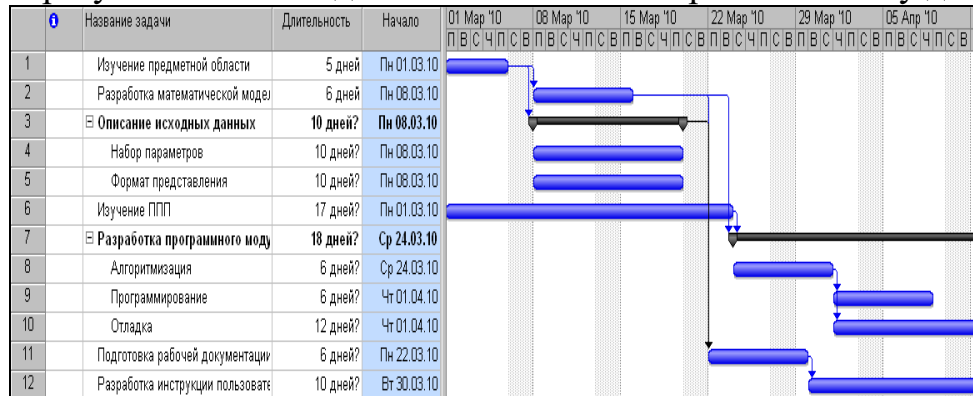 Название задачи Длительность Начало 01 Мар '10 08 Мар '10 15 Мар '10 22 Мар '10 29 Мар '10 05 Апр '10
П В С Ч П С В П В С Ч П С В П В С Ч П С В П В С Ч П С В П В С Ч П С В П В С Ч П С В
1 Изучение предметной области 5 дней Пн 01.03.10
2 Разработка математической моде 6 дней Пн 08.03.10
3 Описание исходных данных 10 дней? Пн 08.03.10
4 Набор параметров 10 дней? Пн 08.03.10
5 Формат представления 10 дней? Пн 08.03.10
6 Изучение ППП 17 дней? Пн 01.03.10
7 Разработка программного моду 18 дней? Ср 24.03.10
8 Алгоритмизация 6 дней? Ср 24.03.10
9 Программирование 6 дней? Чт 01.04.10
10 Отладка 12 дней? Чт 01.04.10
11 Подготовка рабочей документации 6 дней? Пн 22.03.10
12 Разработка инструкции пользовате 10 дней? Вт 30.03.10